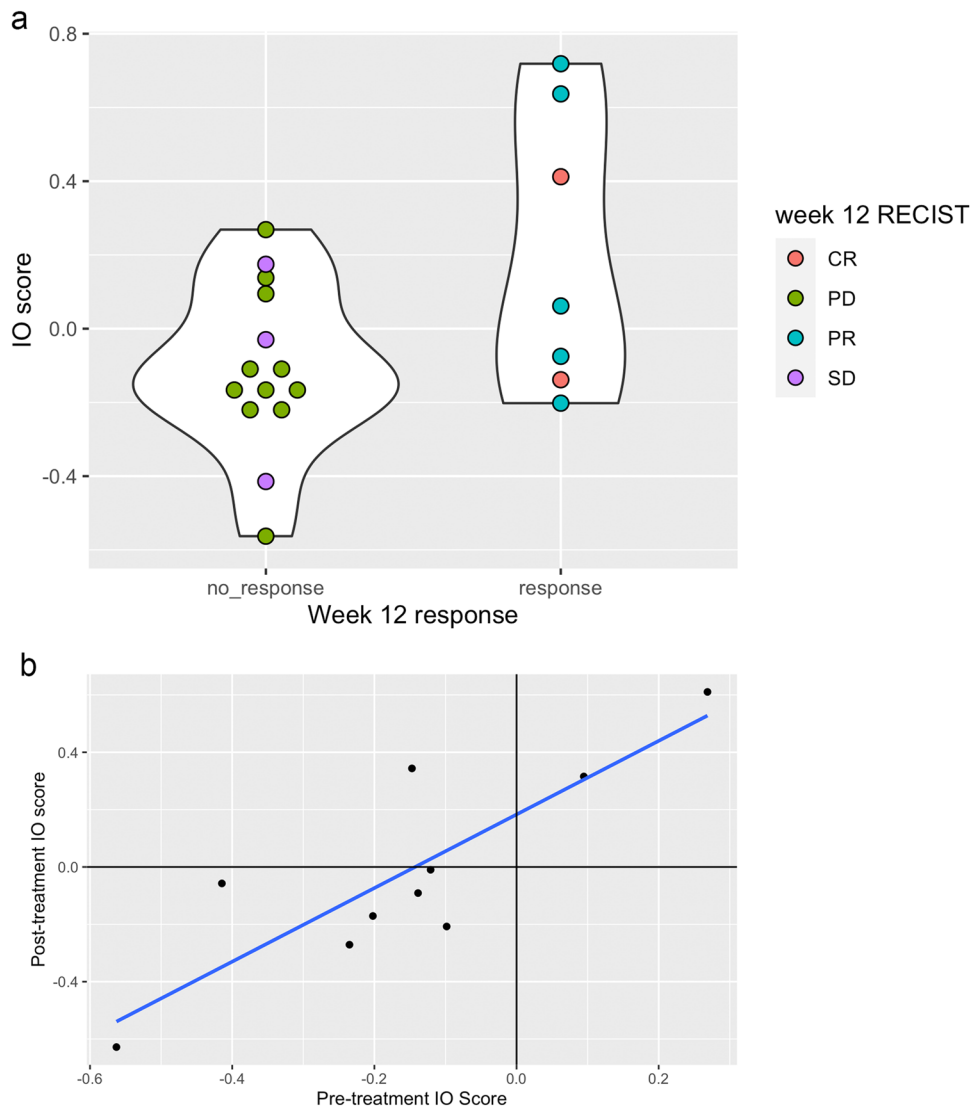 a
0.8
0.4
0.0
-0.4
IO score
no_response response
Week 12 response
week 12 RECIST
CR
PD
PR
SD
b
0.4
0.0
-0.4
Post-treatment IO score
-0.6 -0.4 -0.2 0.0 0.2
Pre-treatment IO Score